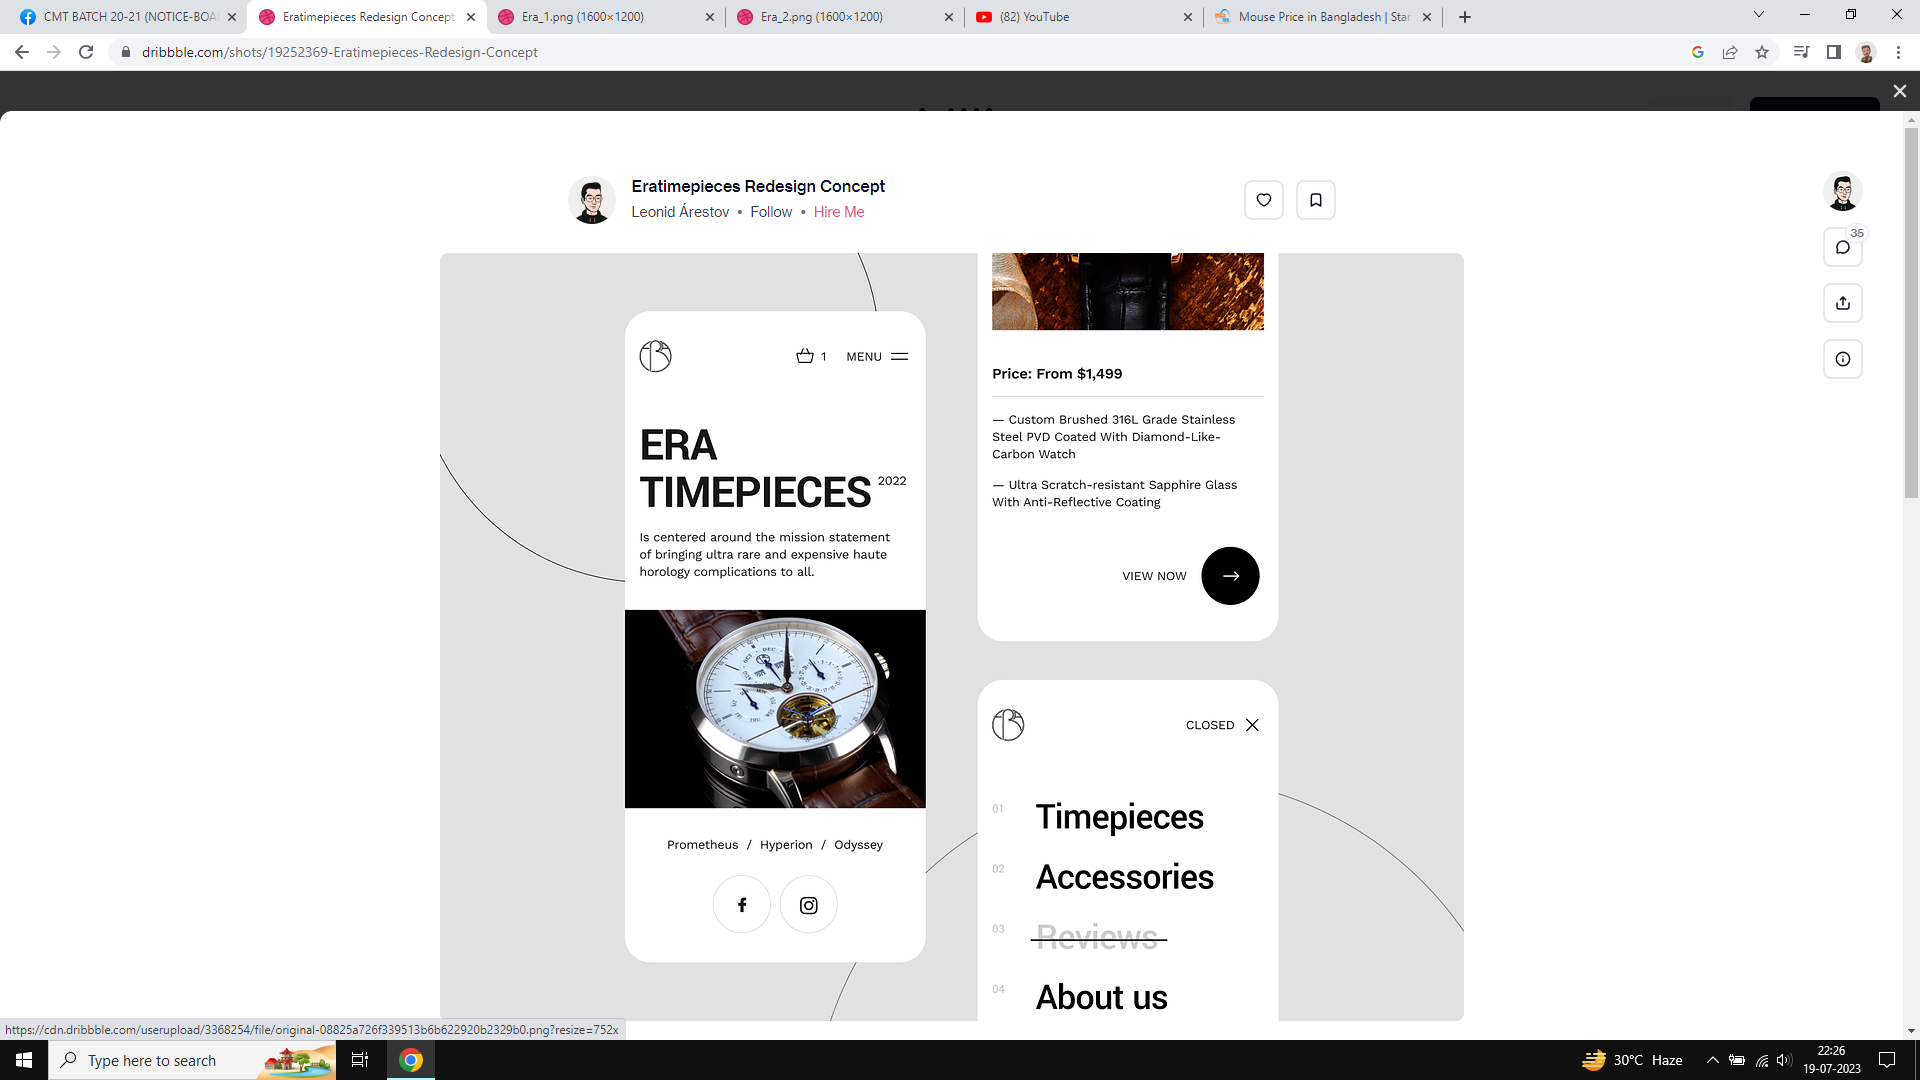 CMT BATCH 20-21 (NOTICE-BOA
Eratimepieces Redesign Concept
Era_1.png (1600×1200)
Era_2.png (1600×1200)
(82) YouTube
Mouse Price in Bangladesh | Star
dribbble.com/shots/19252369-Eratimepieces-Redesign-Concept
Eratimepieces Redesign Concept
Leonid Árestov • Follow • Hire Me
35
1 MENU
ERA
TIMEPIECES 2022
Is centered around the mission statement
of bringing ultra rare and expensive haute
horology complications to all.
Prometheus / Hyperion / Odyssey
Price: From $1,499
— Custom Brushed 316L Grade Stainless
Steel PVD Coated With Diamond-Like-
Carbon Watch
— Ultra Scratch-resistant Sapphire Glass
With Anti-Reflective Coating
VIEW NOW
CLOSED
01 Timepieces
02 Accessories
03 Reviews
04 About us
https://cdn.dribbble.com/userupload/3368254/file/original-08825a726f339513b6b622920b2329b0.png?resize=752x
Type here to search
30°C Haze
22:26
19-07-2023